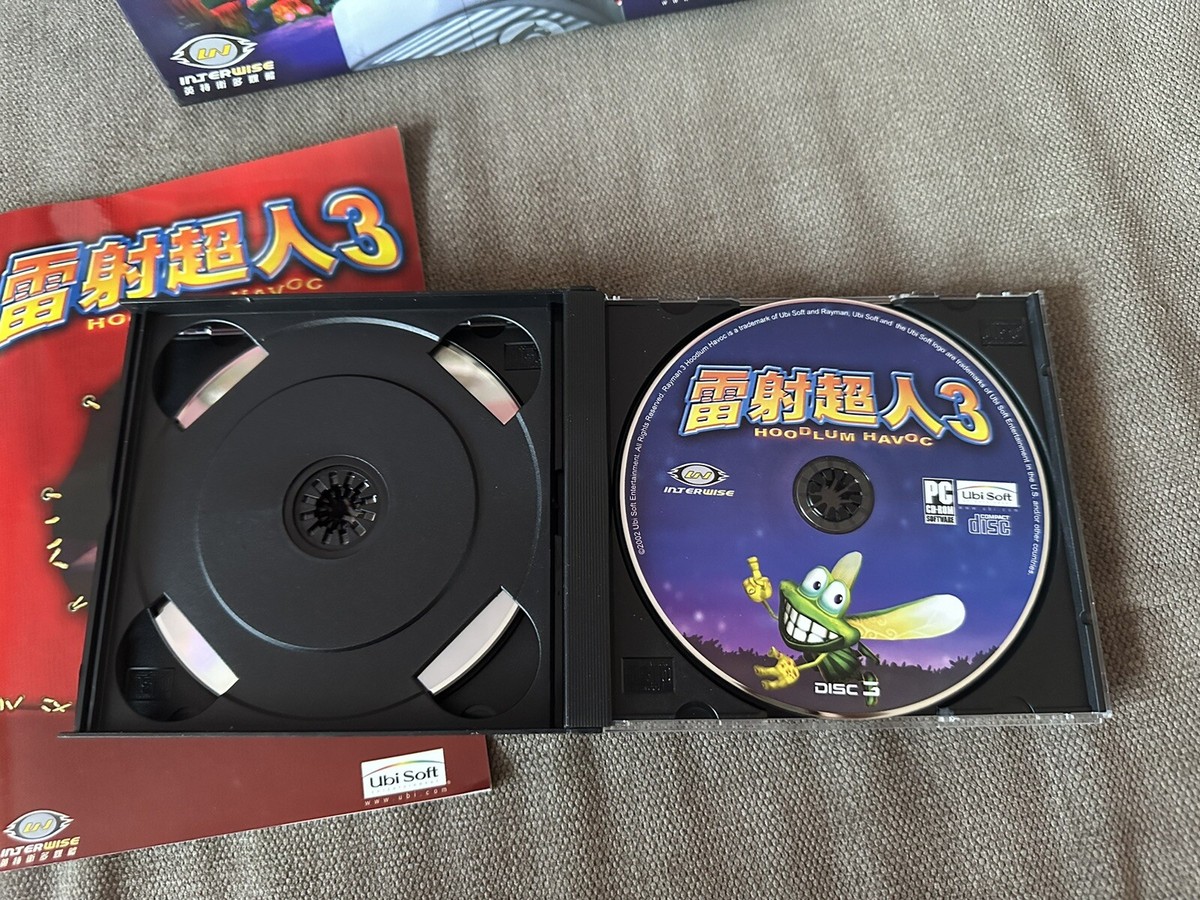 INTERWISE
英特衛多媒體
雷射超人3
HAVOC
Ubi Soft
www.ubi.com
INTERWISE
英特衛多媒體
©2002 Ubi Soft Entertainment. All Rights Reserved. Rayman 3 Hoodlum Havoc is a trademark of Ubi Soft and Rayman, Ubi Soft and the Ubi Soft logo are trademarks of Ubi Soft Entertainment in the U.S. and/or other countries.
雷射超人3
HOODLUM HAVOC
INTERWISE
PC
CD-ROM
SOFTWARE
Ubi Soft
www.ubi.com
COMPACT
disc
DISC 3